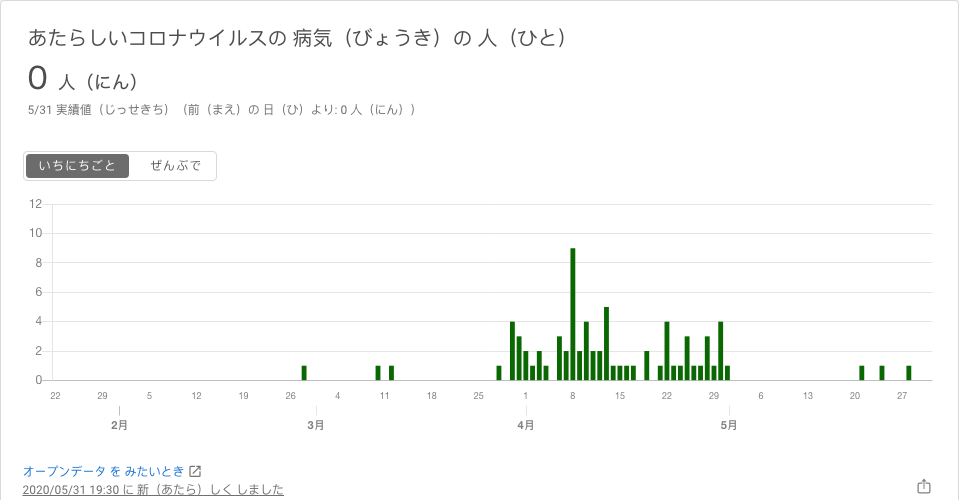 あたらしいコロナウイルスの 病気（びょうき）の 人（ひと）
0 人（にん）
5/31 実績値（じっせきち）（前（まえ）の 日（ひ）より: 0 人（にん））
いちにちごと ぜんぶで
12
10
8
6
4
2
0
22 29 5 12 19 26 4 11 18 25 1 8 15 22 29 6 13 20 27
2月 3月 4月 5月
オープンデータ を みたいとき
2020/05/31 19:30 に 新（あたら）しく しました